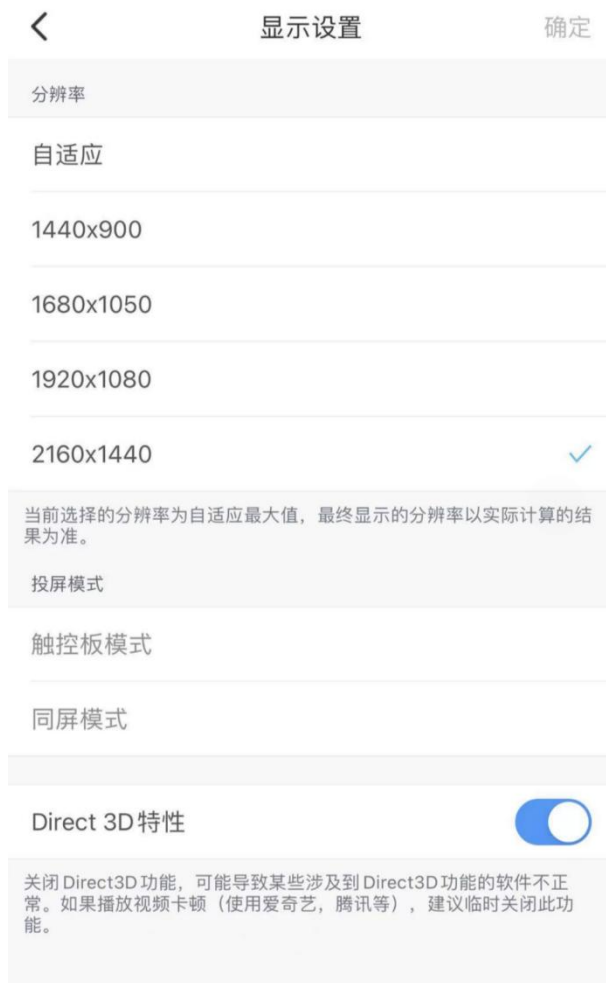 显示设置
确定
分辨率
自适应
1440x900
1680x1050
1920x1080
2160x1440
当前选择的分辨率为自适应最大值，最终显示的分辨率以实际计算的结
果为准。
投屏模式
触控板模式
同屏模式
Direct 3D特性
关闭Direct3D功能，可能导致某些涉及到Direct3D功能的软件不正
常。如果播放视频卡顿（使用爱奇艺，腾讯等），建议临时关闭此功
能。